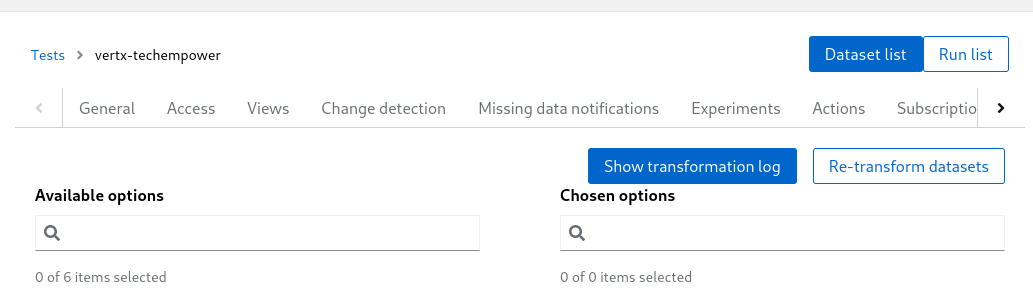 Tests > vertx-techempower
Dataset list Run list
General Access Views Change detection Missing data notifications Experiments Actions Subscriptio
Show transformation log Re-transform datasets
Available options Chosen options
0 of 6 items selected 0 of 0 items selected